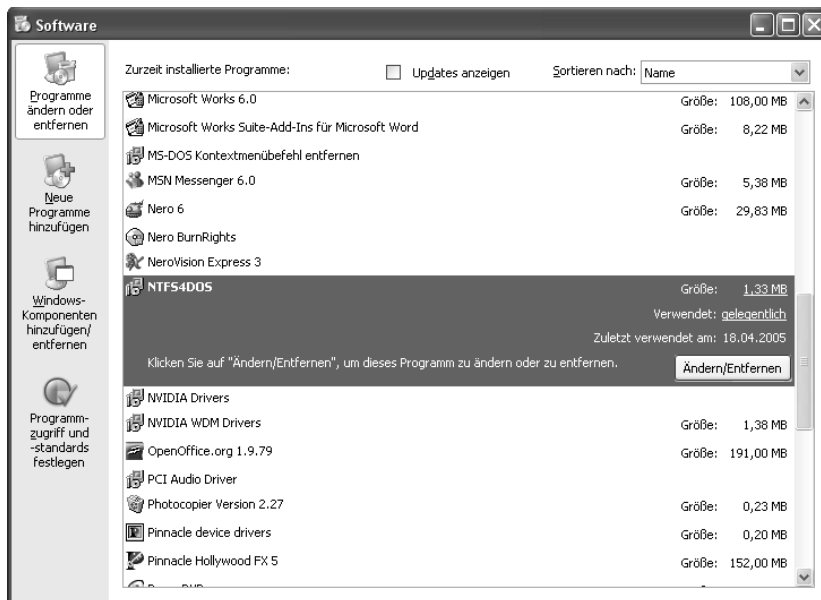 Software
Programme
ändern oder
entfernen
Neue
Programme
hinzufügen
Windows-
Komponenten
hinzufügen/
entfernen
Programm-
zugriff und
-standards
festlegen
Zurzeit installierte Programme: Updates anzeigen Sortieren nach: Name
Microsoft Works 6.0 Größe: 108,00 MB
Microsoft Works Suite-Add-Ins für Microsoft Word Größe: 8,22 MB
MS-DOS Kontextmenübefehl entfernen
MSN Messenger 6.0 Größe: 5,38 MB
Nero 6 Größe: 29,83 MB
Nero BurnRights
NeroVision Express 3
NTFS4DOS Größe: 1,33 MB
Verwendet: gelegentlich
Zuletzt verwendet am: 18.04.2005
Klicken Sie auf "Ändern/Entfernen", um dieses Programm zu ändern oder zu entfernen. Ändern/Entfernen
NVIDIA Drivers
NVIDIA WDM Drivers Größe: 1,38 MB
OpenOffice.org 1.9.79 Größe: 191,00 MB
PCI Audio Driver
Photocopier Version 2.27 Größe: 0,23 MB
Pinnacle device drivers Größe: 0,20 MB
Pinnacle Hollywood FX 5 Größe: 152,00 MB